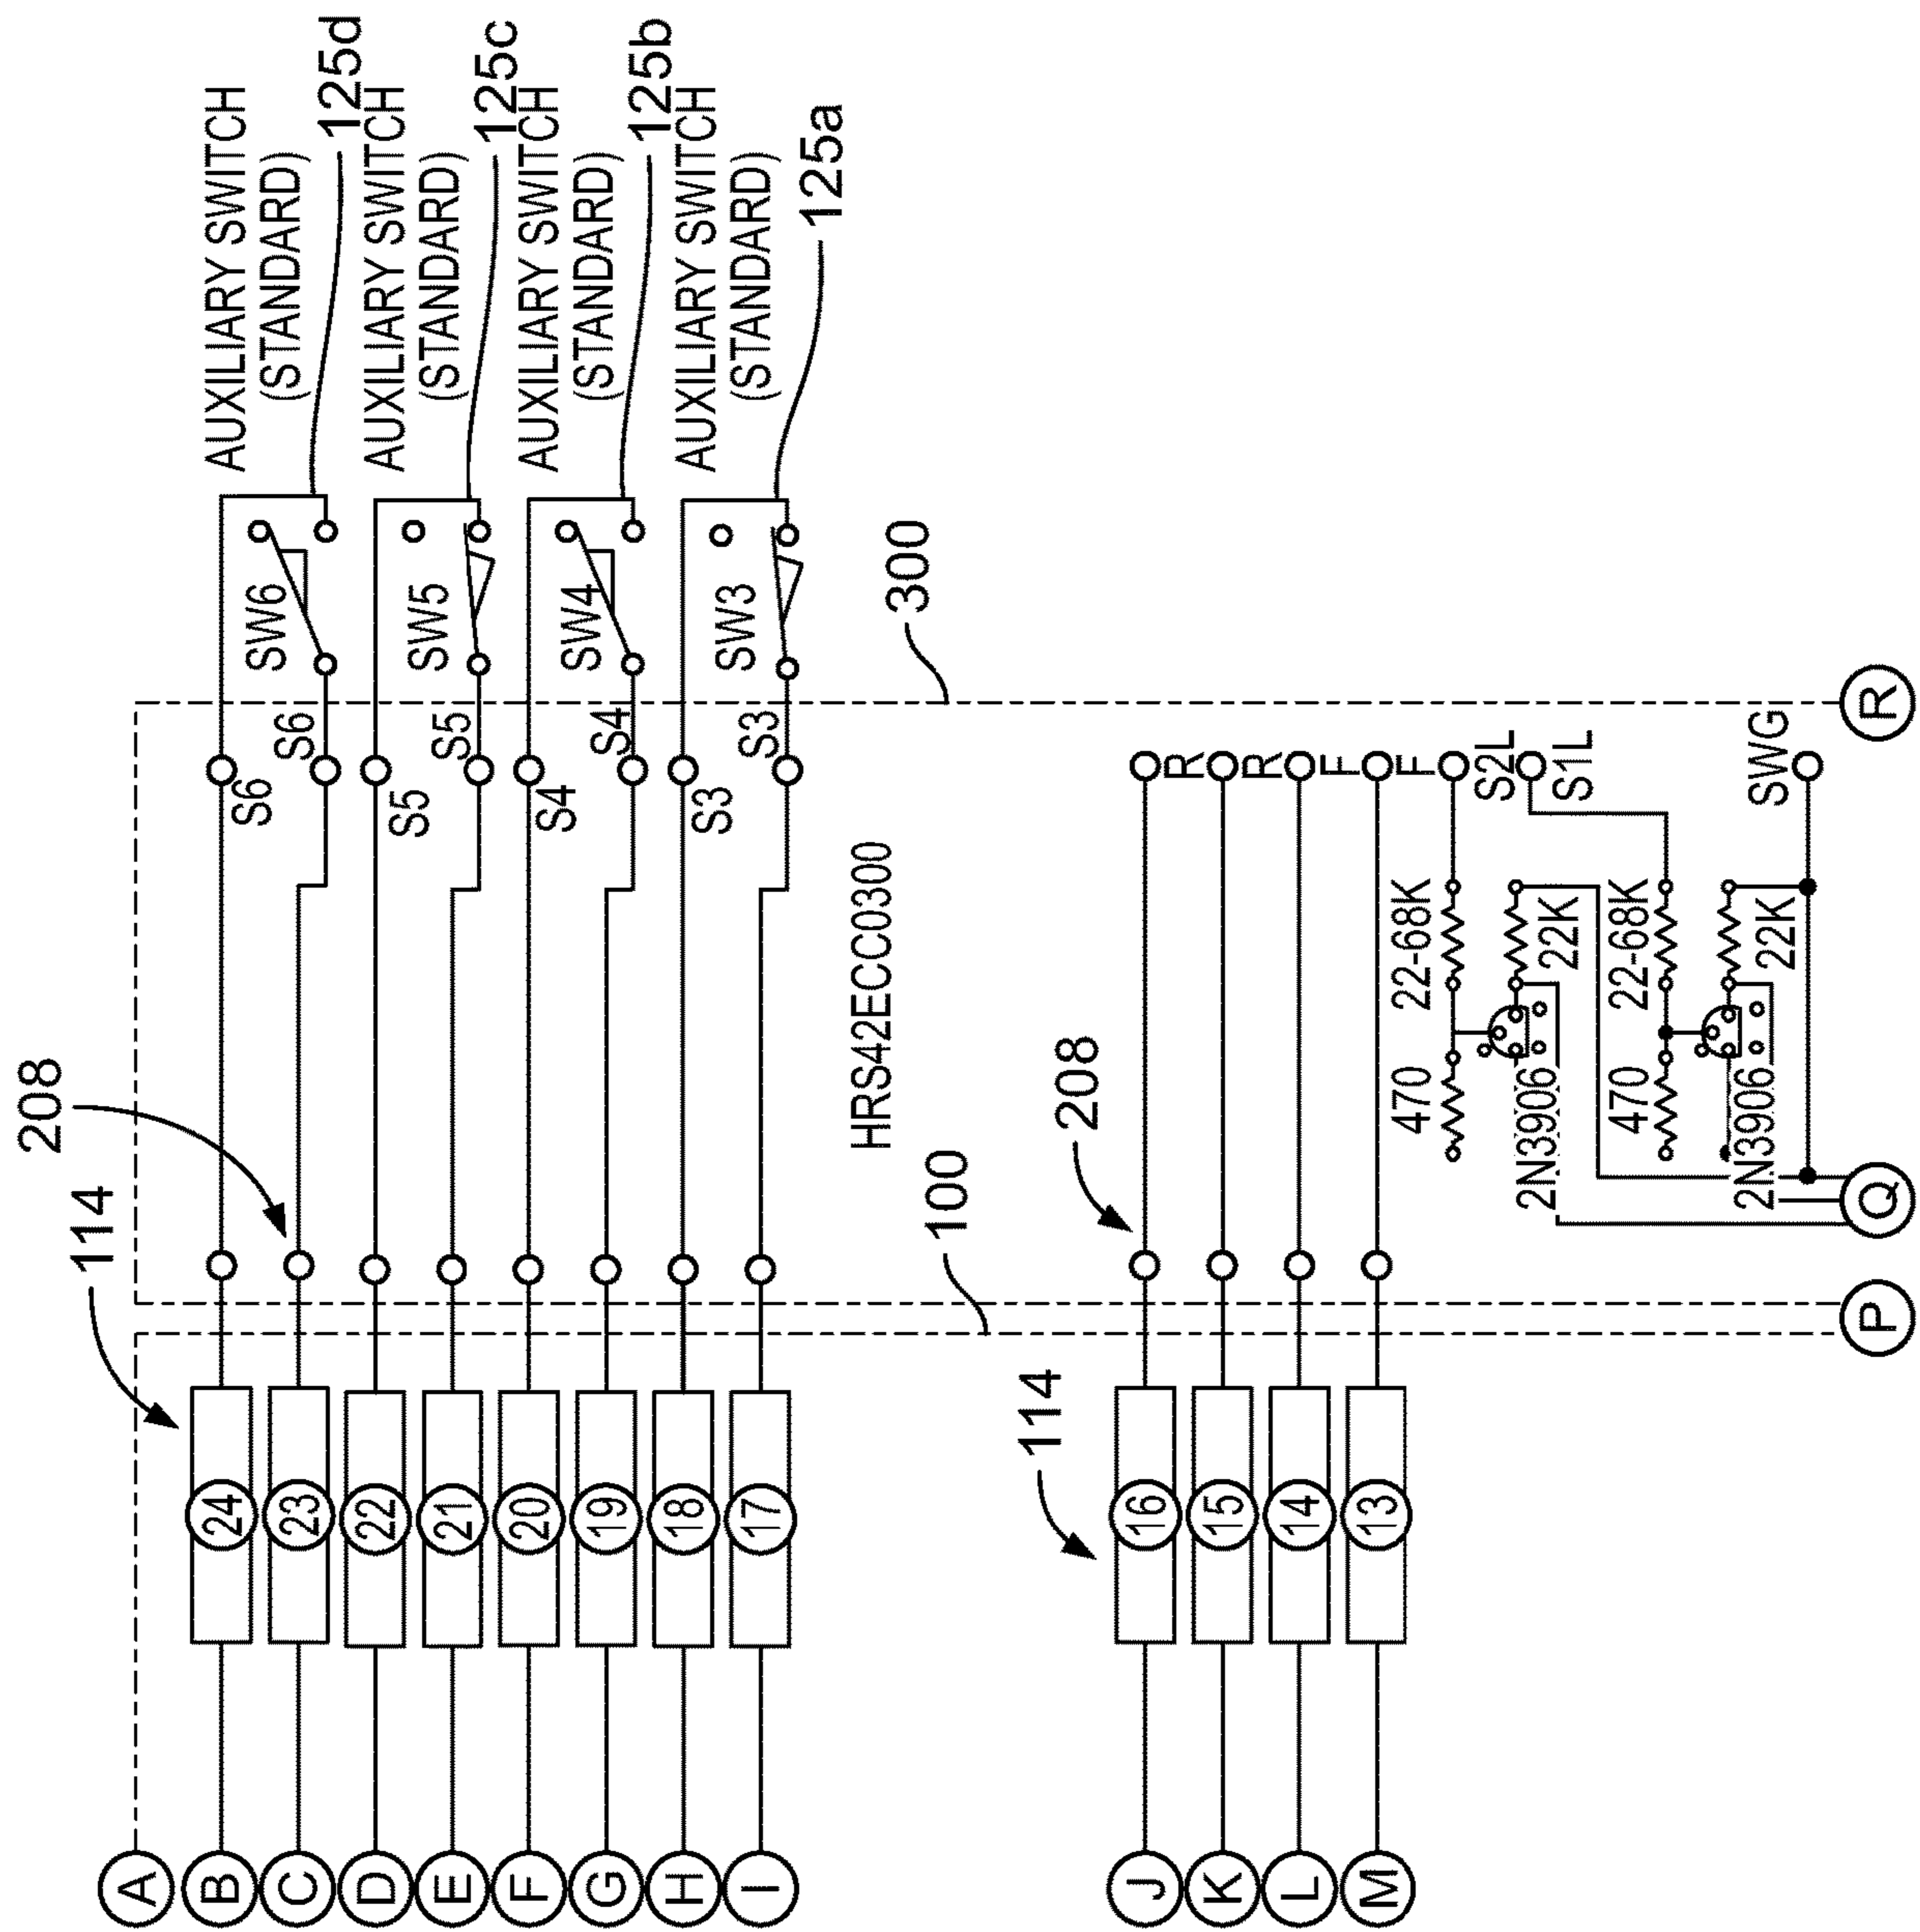 AUXILIARY SWITCH
(STANDARD)
125d
AUXILIARY SWITCH
(STANDARD)
125c
AUXILIARY SWITCH
(STANDARD)
125b
AUXILIARY SWITCH
(STANDARD)
125a
SW6
SW5
SW4
SW3
300
S6
S6
S5
S5
S4
S4
S3
S3
R
R
F
F
S2L
S1L
SWG
R
HRS42ECC0300
22-68K
22K
22-68K
22K
470
2N3906
470
2N3906
208
208
114
100
114
Q
P
24
23
22
21
20
19
18
17
16
15
14
13
A
B
C
D
E
F
G
H
I
J
K
L
M